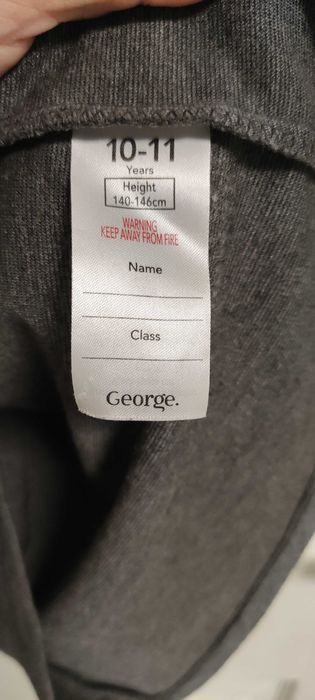 10-11
Years
Height
140-146cm
WARNING
KEEP AWAY FROM FIRE
Name
Class
George.